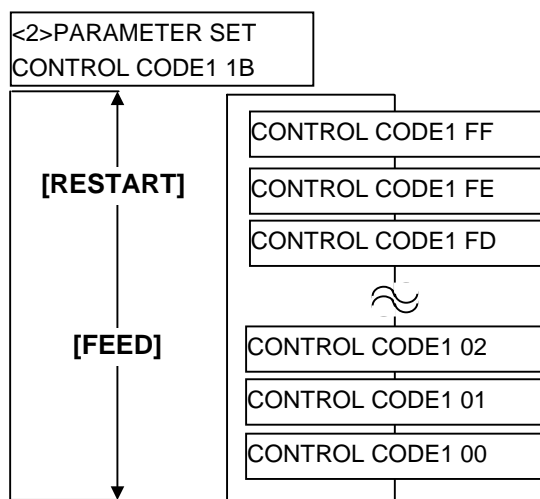 <2>PARAMETER SET
CONTROL CODE1 1B
CONTROL CODE1 FF
[RESTART]
CONTROL CODE1 FE
CONTROL CODE1 FD
[FEED]
CONTROL CODE1 02
CONTROL CODE1 01
CONTROL CODE1 00